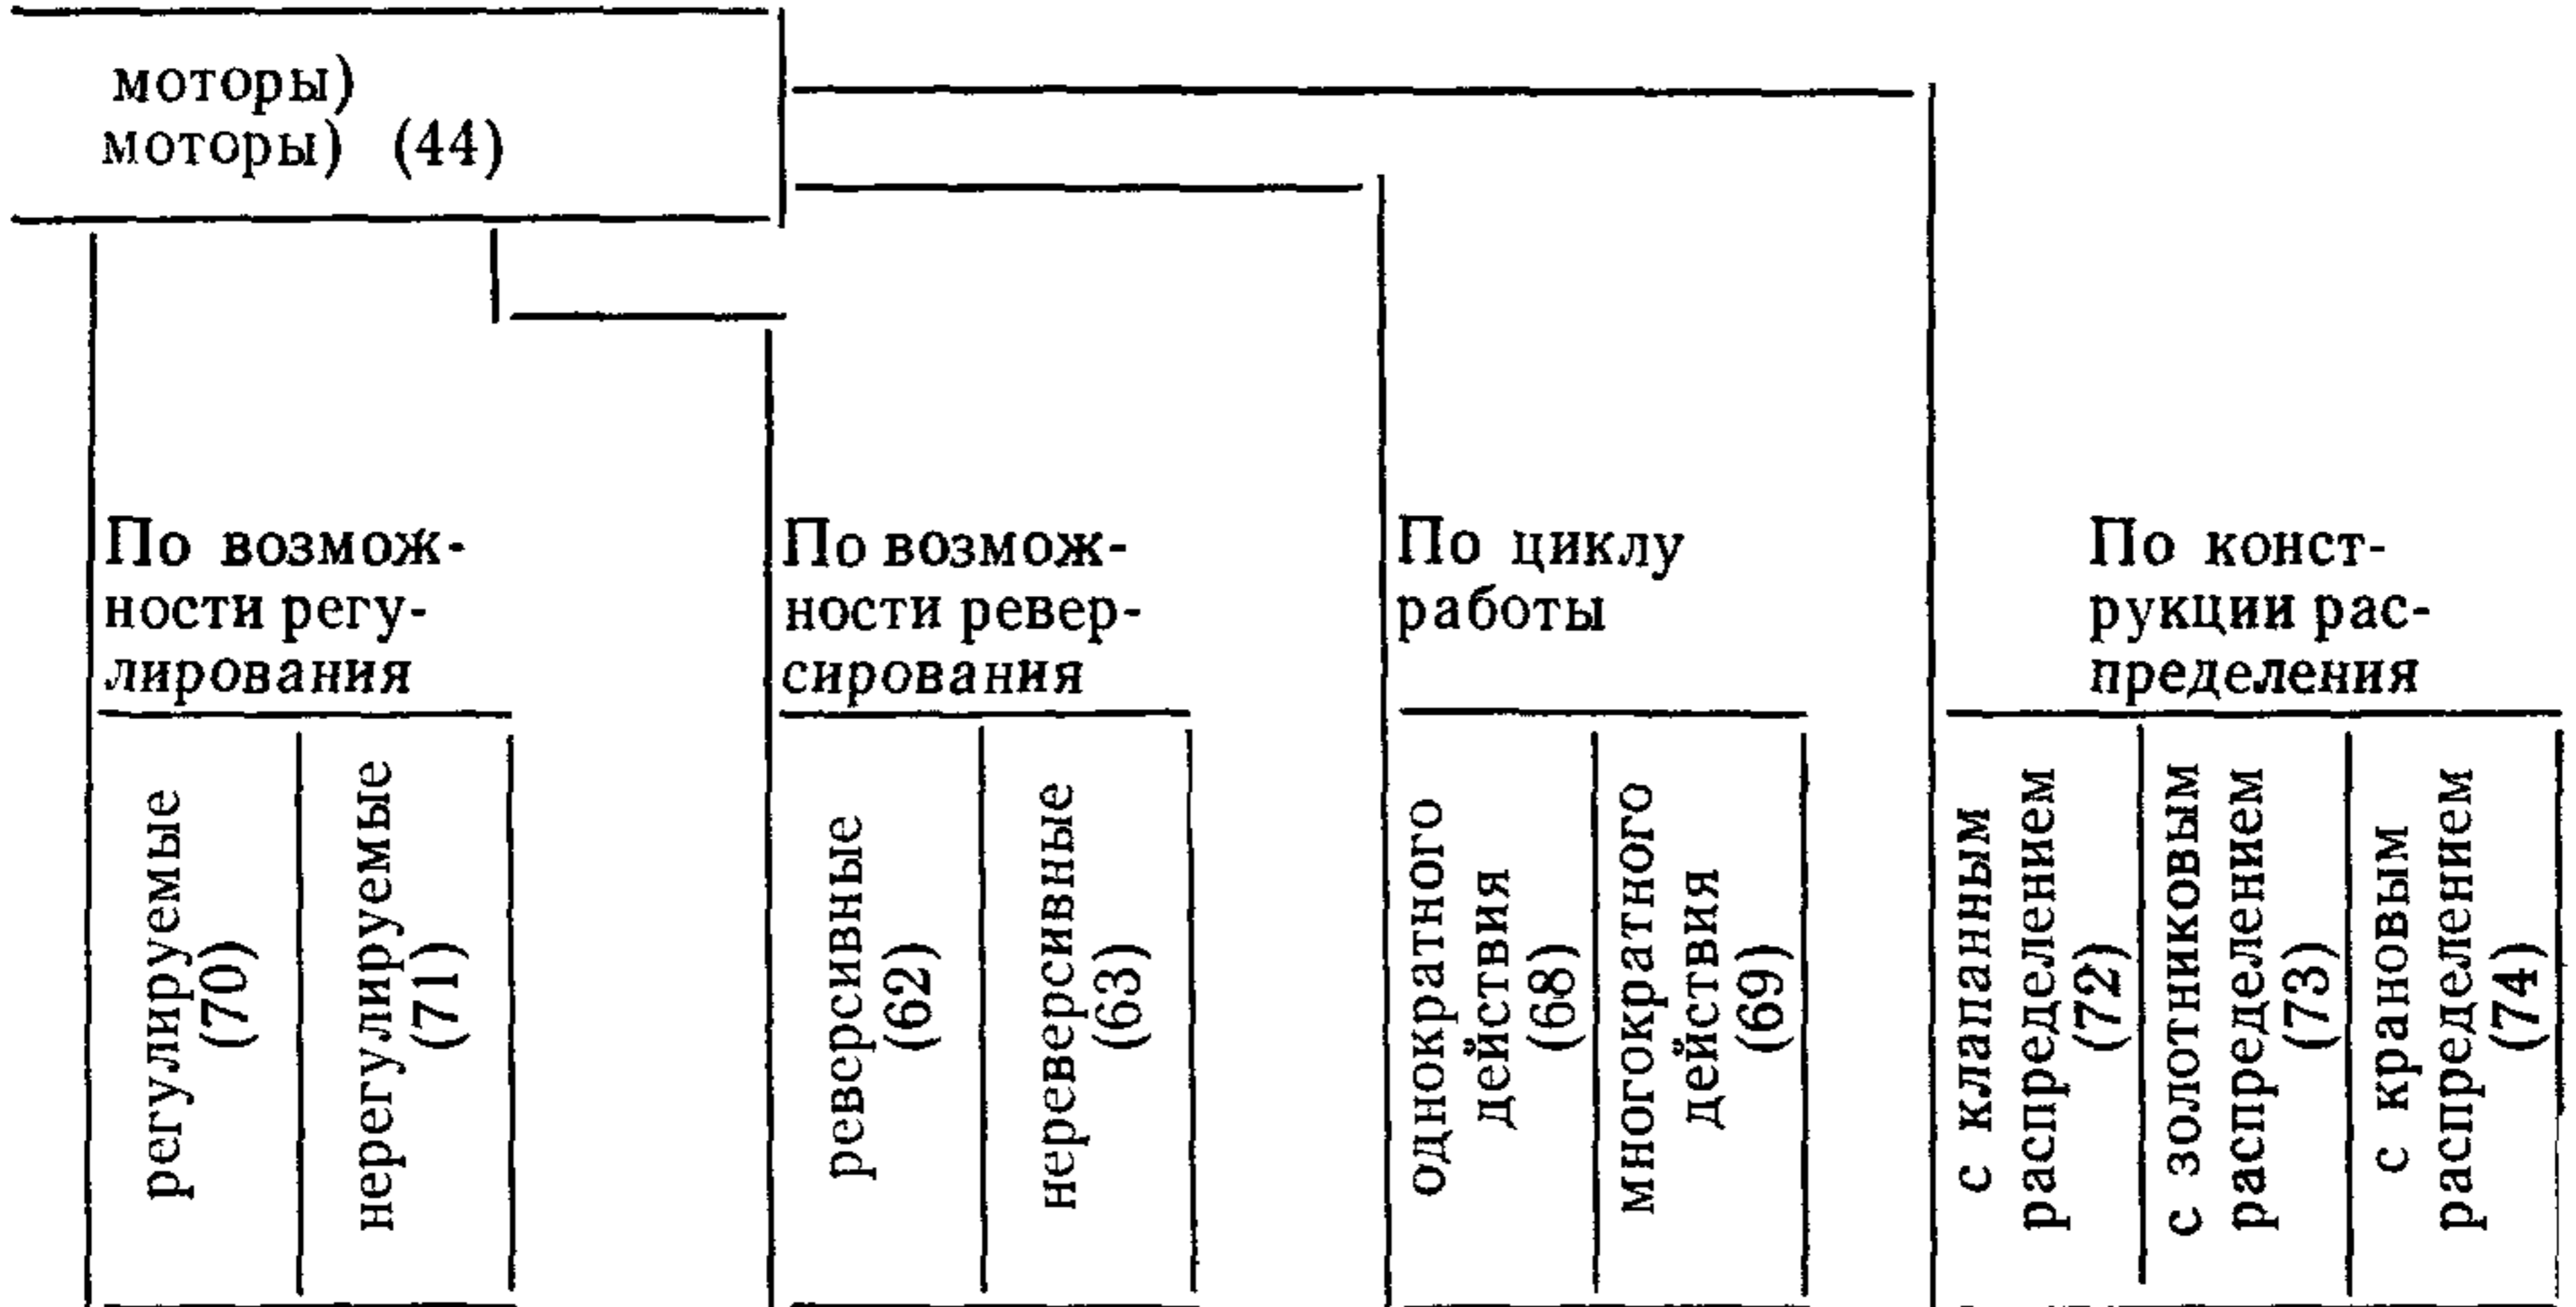 моторы)
моторы) (44)
По возмож-
ности регу-
лирования
регулируемые
(70)
нерегулируемые
(71)
По возмож-
ности ревер-
сирования
реверсивные
(62)
нереверсивные
(63)
По циклу
работы
однократного
действия
(68)
многократного
действия
(69)
По конст-
рукции рас-
пределения
с клапанным
распределением
(72)
с золотниковым
распределением
(73)
с крановым
распределением
(74)